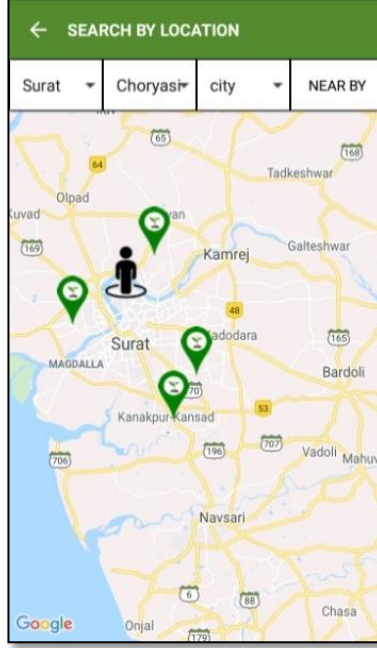 SEARCH BY LOCATION
Surat
Choryasi
city
NEAR BY
65
168
64
Tadkeshwar
Olpad
Kuvad
yan
169
Kamrej
Galteshwar
48
Surat
adodara
165
MAGDALLA
Bardoli
70
Kanakpur-Kansad
53
707
196
Vadoli
Mahuv
706
Navsari
6
88
Chasa
Google
Onjal
179